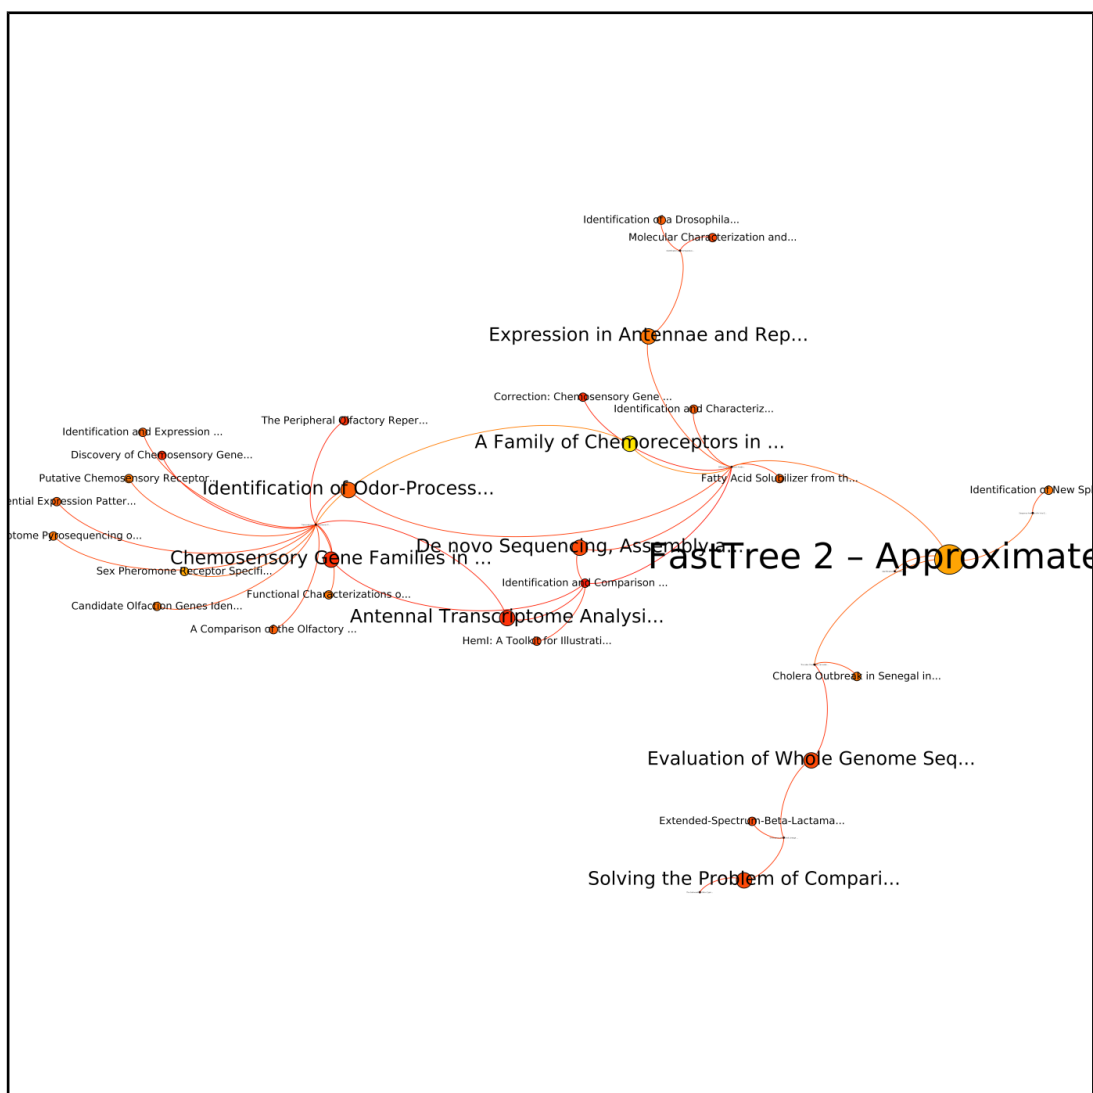 Identification of a Drosophila...
Molecular Characterization and...
Expression in Antennae and Rep...
Correction: Chemosensory Gene ...
Identification and Characteriz...
The Peripheral Olfactory Reper...
Identification and Expression ...
A Family of Chemoreceptors in ...
Discovery of Chemosensory Gene...
Putative Chemosensory Receptor...
Fatty Acid Solubilizer from th...
Identification of Odor-Process...
Identification of New Spl
ential Expression Patter...
otome Pyrosequencing o...
De novo Sequencing, Assembly a...
Chemosensory Gene Families in ...
FastTree 2 – Approximate
Sex Pheromone Receptor Specifi...
Identification and Comparison ...
Functional Characterizations o...
Candidate Olfaction Genes Iden...
Antennal Transcriptome Analysi...
A Comparison of the Olfactory ...
HemI: A Toolkit for Illustrati...
Cholera Outbreak in Senegal in...
Evaluation of Whole Genome Seq...
Extended-Spectrum-Beta-Lactama...
Solving the Problem of Compari...